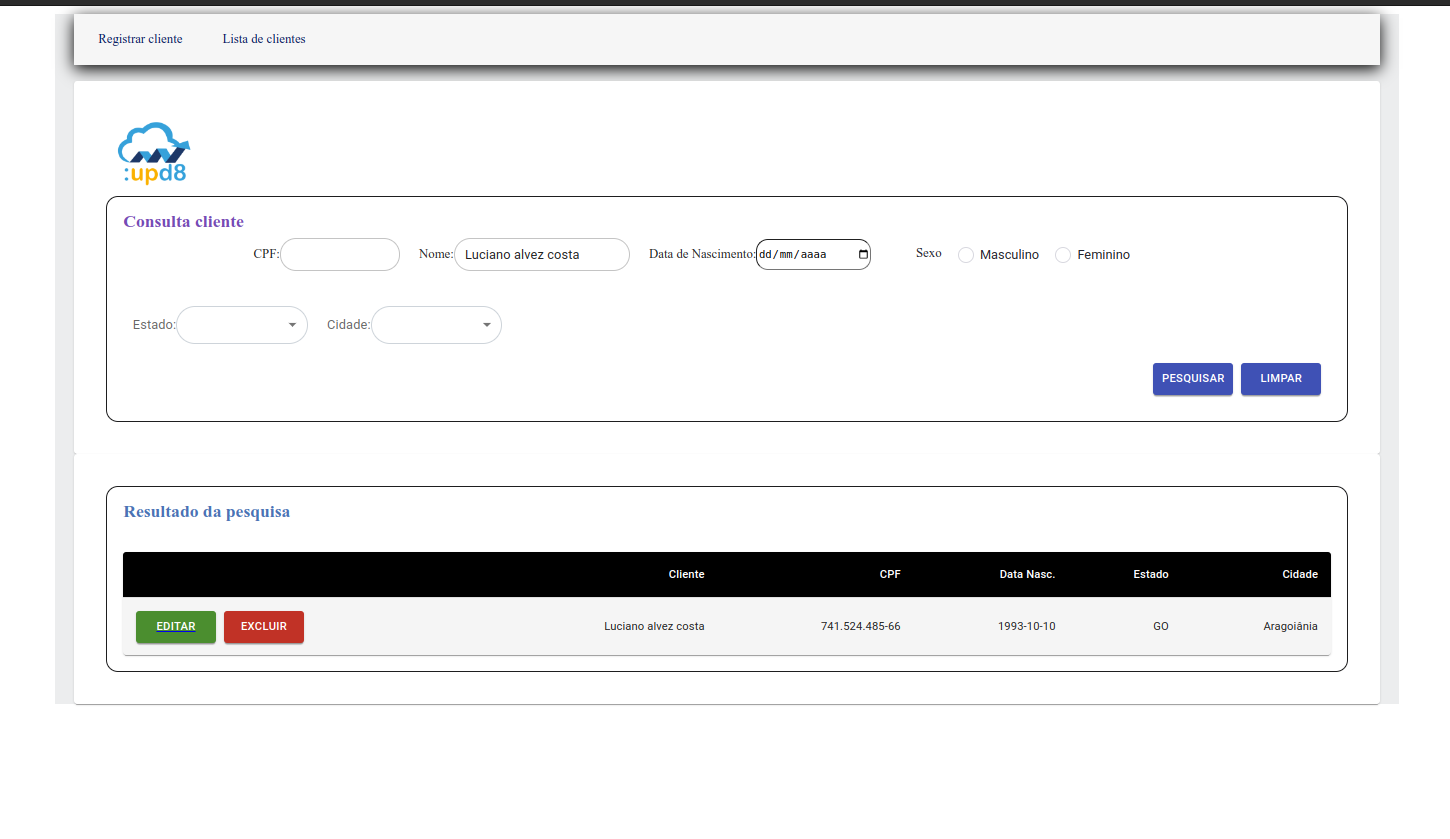 Registrar cliente Lista de clientes
:upd8
Consulta cliente
CPF: Nome: Luciano alvez costa Data de Nascimento: dd/mm/aaaa Sexo Masculino Feminino
Estado: Cidade:
PESQUISAR LIMPAR
Resultado da pesquisa
Cliente CPF Data Nasc. Estado Cidade
EDITAR EXCLUIR Luciano alvez costa 741.524.485-66 1993-10-10 GO Aragoiânia